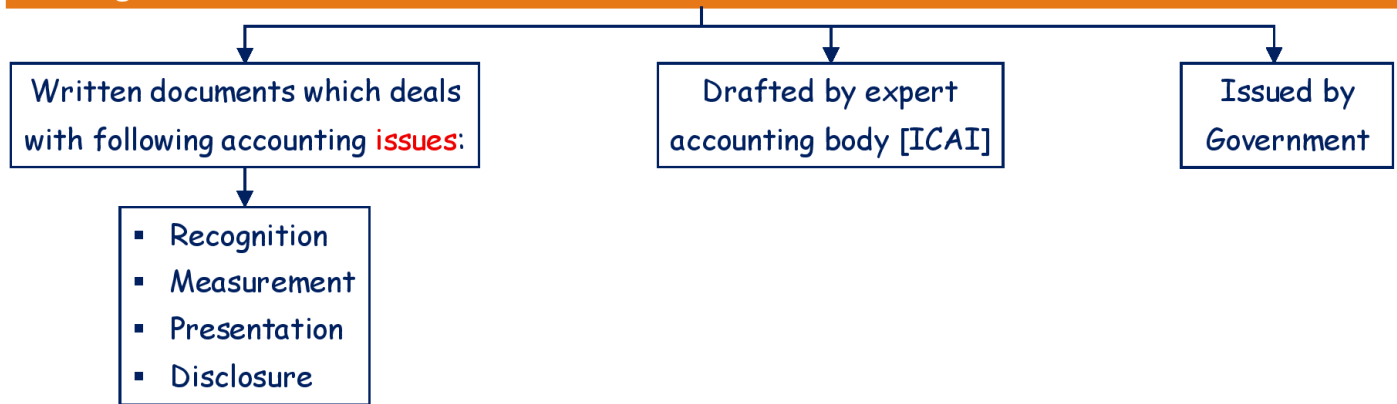 Written documents which deals
with following accounting issues:
Drafted by expert
accounting body [ICAI]
Issued by
Government
▪ Recognition
▪ Measurement
▪ Presentation
▪ Disclosure